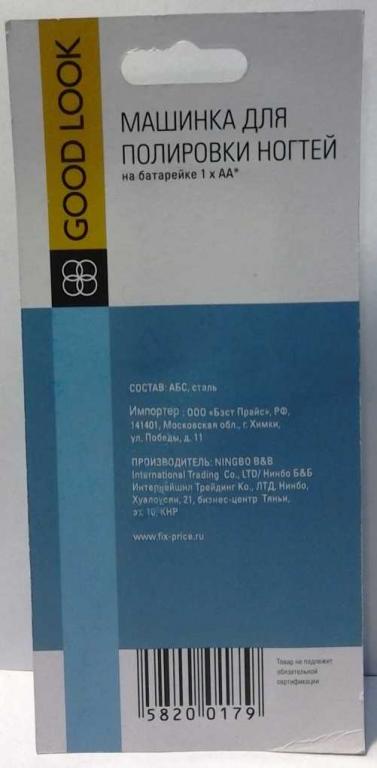 GOOD LOOK
МАШИНКА ДЛЯ
ПОЛИРОВКИ НОГТЕЙ
на батарейке 1 x АА*
СОСТАВ: АБС, сталь
Импортер : ООО «Бэст Прайс», РФ,
141401, Московская обл., г. Химки,
ул. Победы, д. 11
ПРОИЗВОДИТЕЛЬ: NINGBO B&B
International Trading Co., LTD/ Нинбо Б&Б
Интернейшнл Трейдинг Ко., ЛТД, Нинбо,
21, бизнес-центр Тяньи,
эт. 10, КНР
www.fix-price.ru
Товар не подлежит
обязательной
сертификации
5820 0179